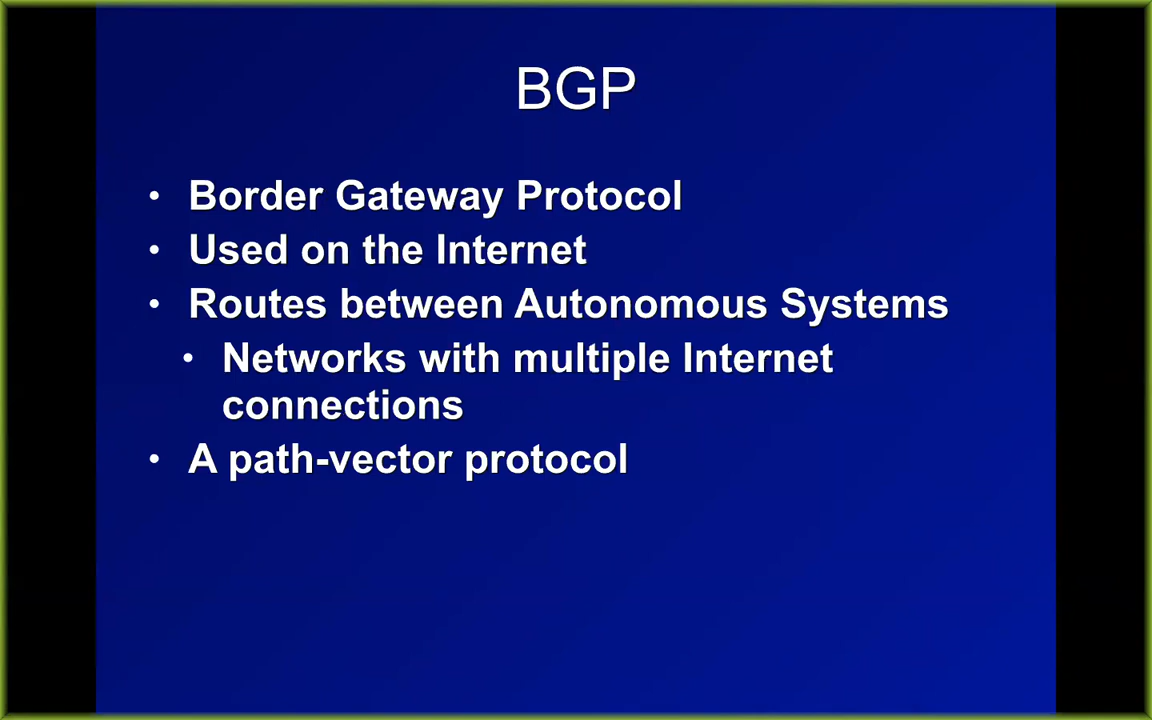 BGP
• Border Gateway Protocol
• Used on the Internet
• Routes between Autonomous Systems
• Networks with multiple Internet
connections
• A path-vector protocol